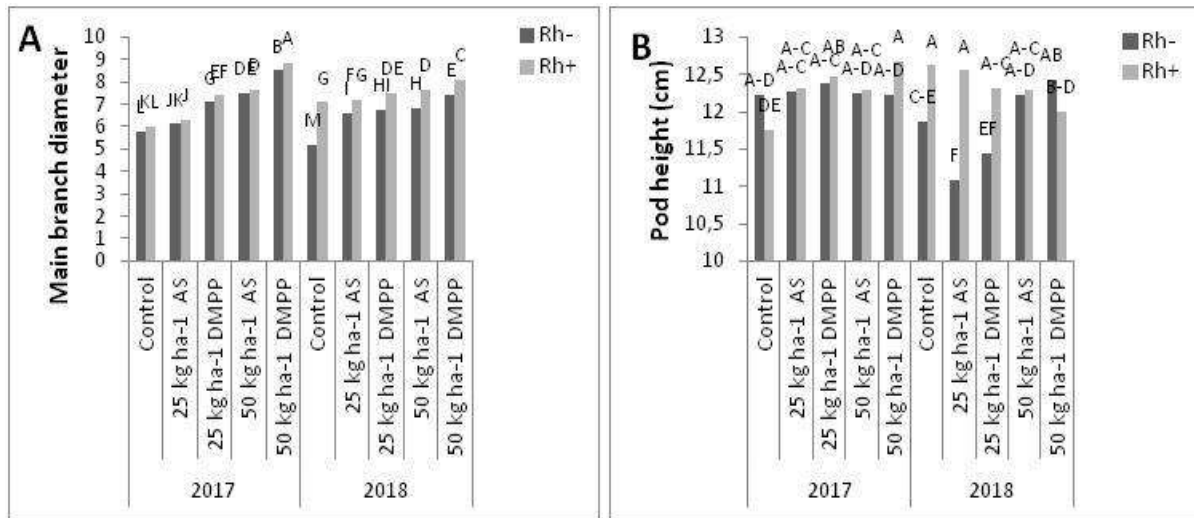 A
Main branch diameter
10
9
8
7
6
5
4
3
2
1
0
L KL JK J G EF DE D B A M G I FG HI DE H D E C
Rh-
Rh+
Control
25 kg ha-1 AS
25 kg ha-1 DMPP
50 kg ha-1 AS
50 kg ha-1 DMPP
Control
25 kg ha-1 AS
25 kg ha-1 DMPP
50 kg ha-1 AS
50 kg ha-1 DMPP
2017
2018
B
Pod height (cm)
13
12,5
12
11,5
11
10,5
10
A-D DE A-C A-C A-C AB A-D A-C A-D A C-E A F A EF A-C A-D A-C AB B-D
Rh-
Rh+
Control
25 kg ha-1 AS
25 kg ha-1 DMPP
50 kg ha-1 AS
50 kg ha-1 DMPP
Control
25 kg ha-1 AS
25 kg ha-1 DMPP
50 kg ha-1 AS
50 kg ha-1 DMPP
2017
2018